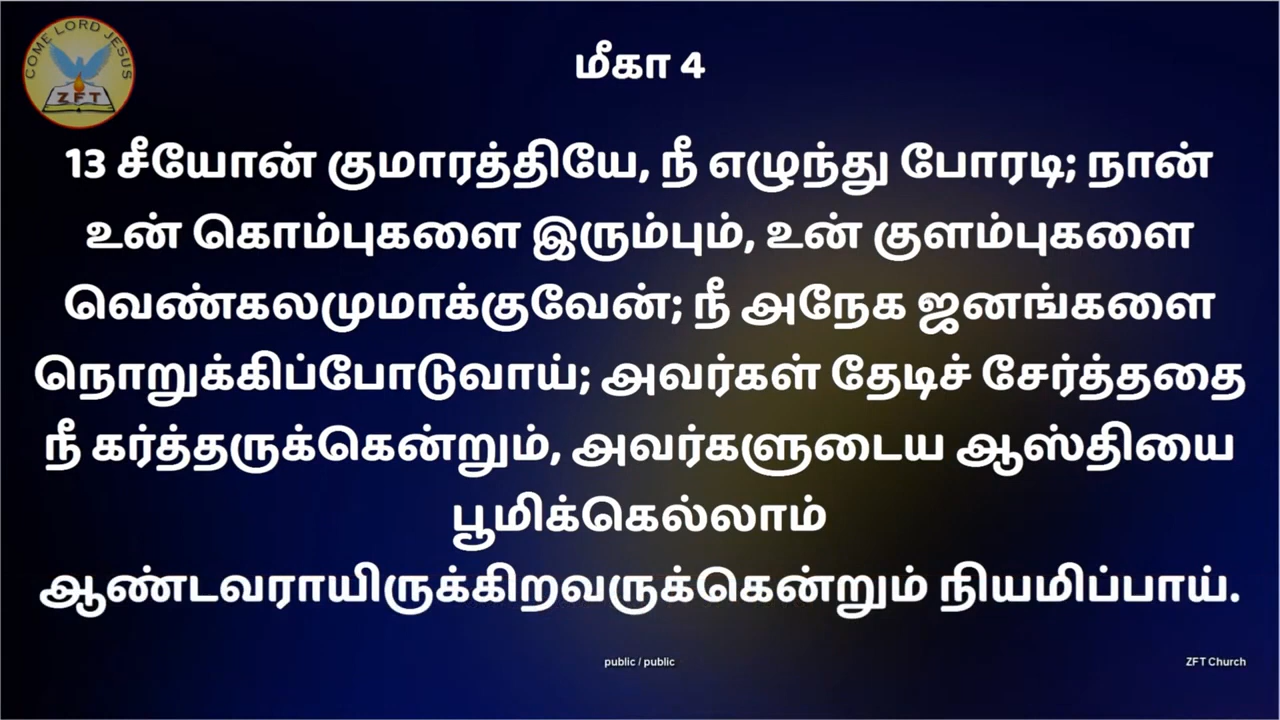 COME LORD JESUS
ZFT
மீகா 4
13 சீயோன் குமாரத்தியே, நீ எழுந்து போரடி; நான்
உன் கொம்புகளை இரும்பும், உன் குளம்புகளை
வெண்கலமுமாக்குவேன்; நீ அநேக ஜனங்களை
நொறுக்கிப்போடுவாய்; அவர்கள் தேடிச் சேர்த்ததை
நீ கர்த்தருக்கென்றும், அவர்களுடைய ஆஸ்தியை
பூமிக்கெல்லாம்
ஆண்டவராயிருக்கிறவருக்கென்றும் நியமிப்பாய்.
public / public
ZFT Church